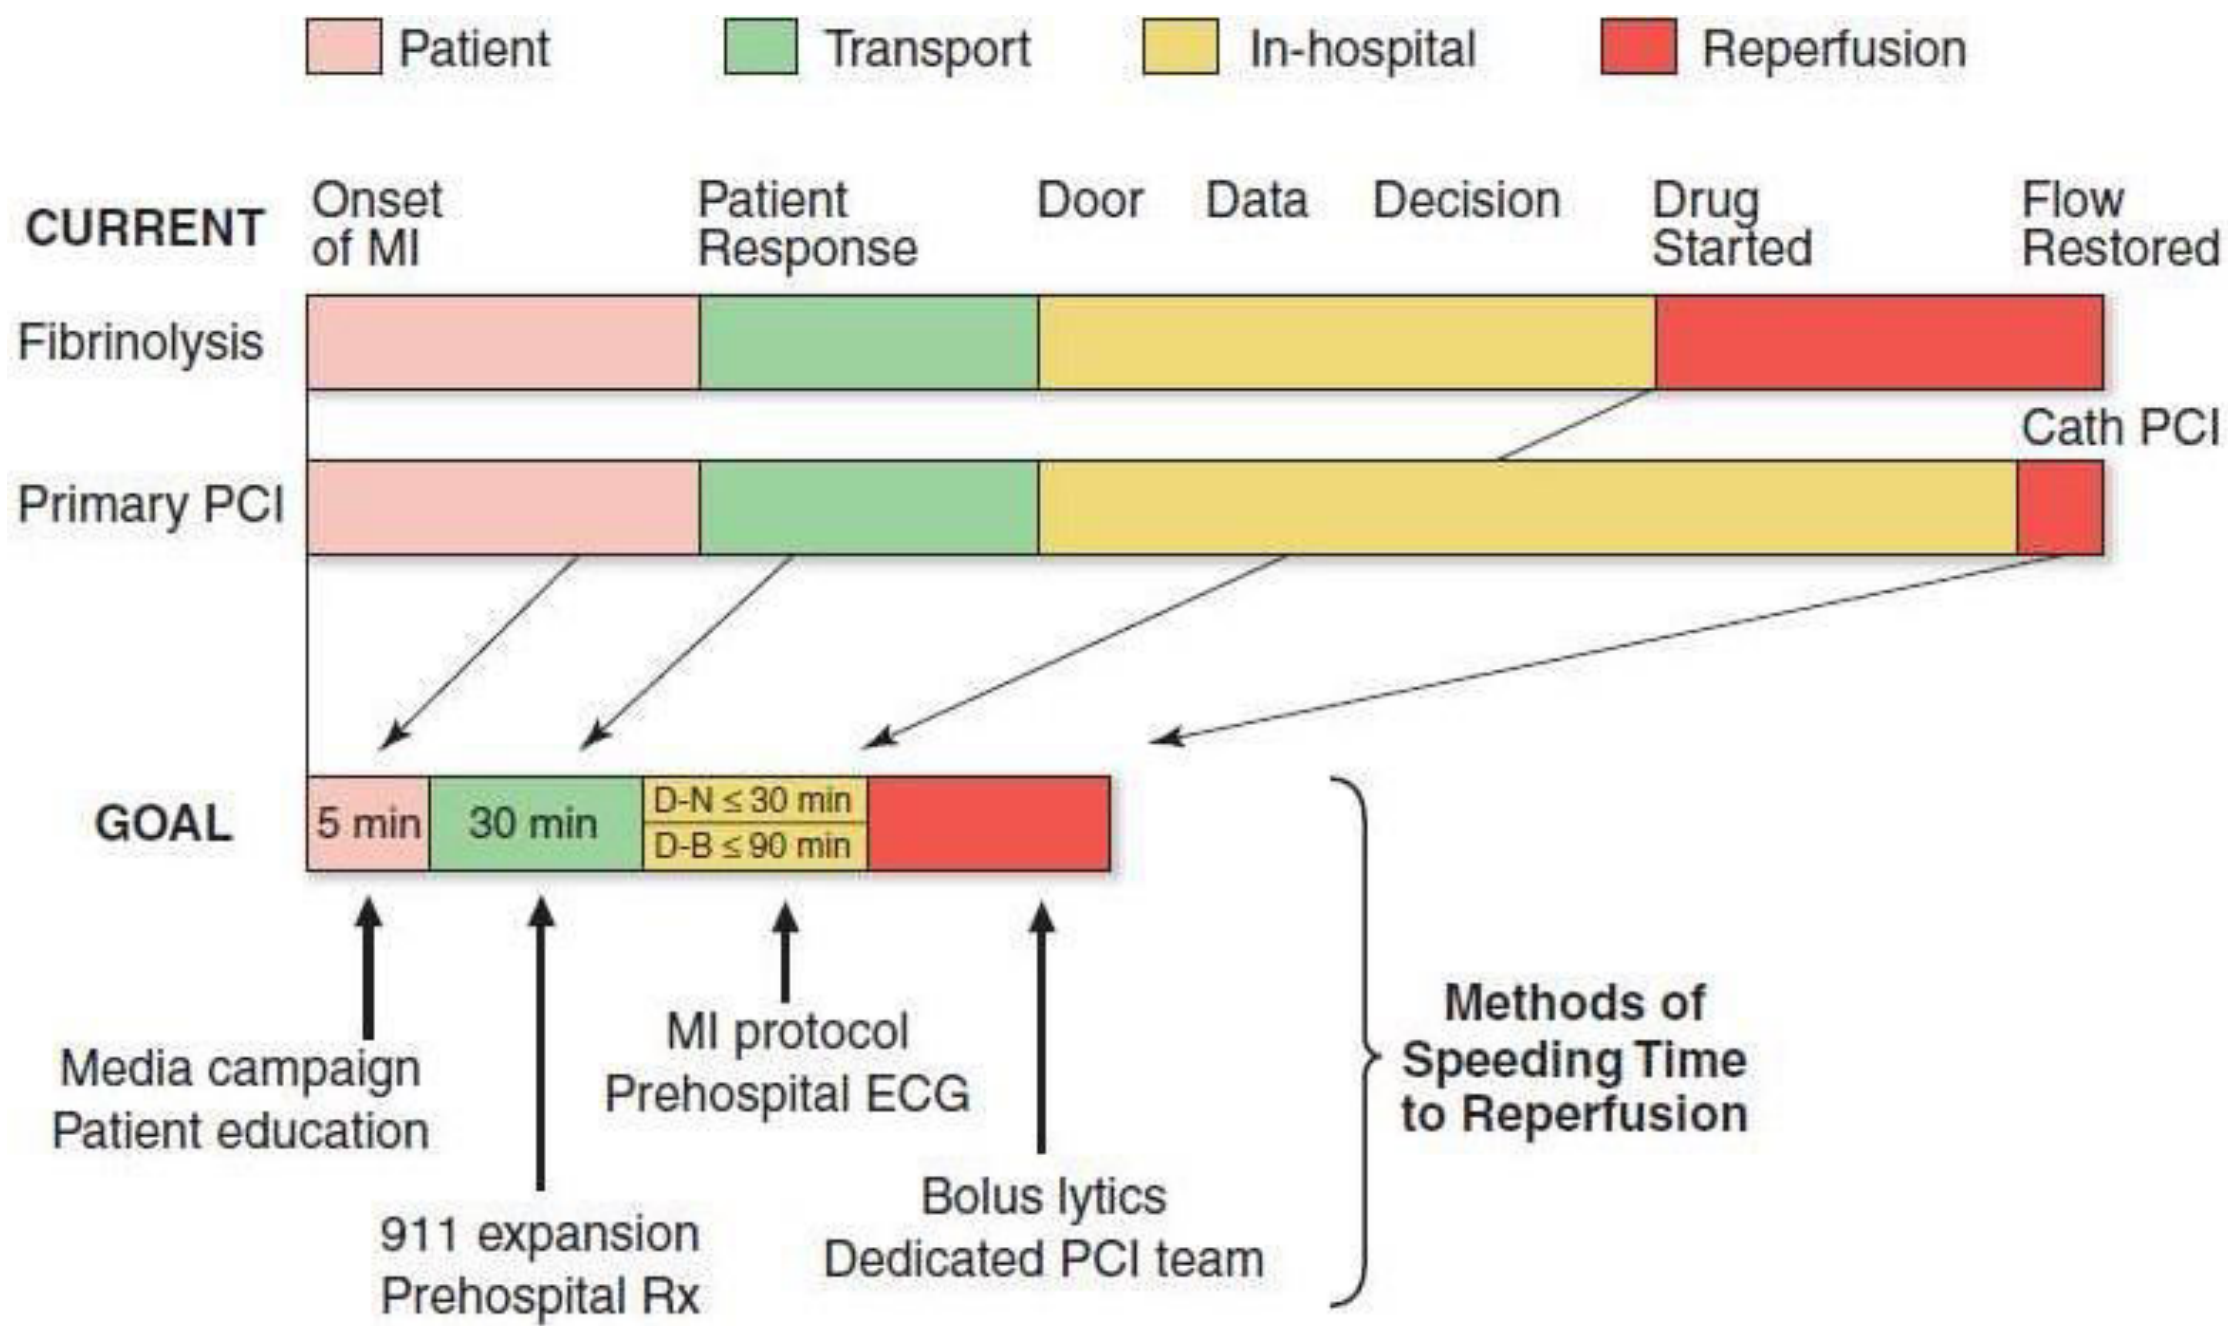 Patient
Transport
In-hospital
Reperfusion
CURRENT
Onset
of MI
Patient
Response
Door
Data
Decision
Drug
Started
Flow
Restored
Fibrinolysis
Cath PCI
Primary PCI
GOAL
5 min
30 min
D-N ≤ 30 min
D-B ≤ 90 min
Media campaign
Patient education
911 expansion
Prehospital Rx
MI protocol
Prehospital ECG
Bolus lytics
Dedicated PCI team
Methods of
Speeding Time
to Reperfusion